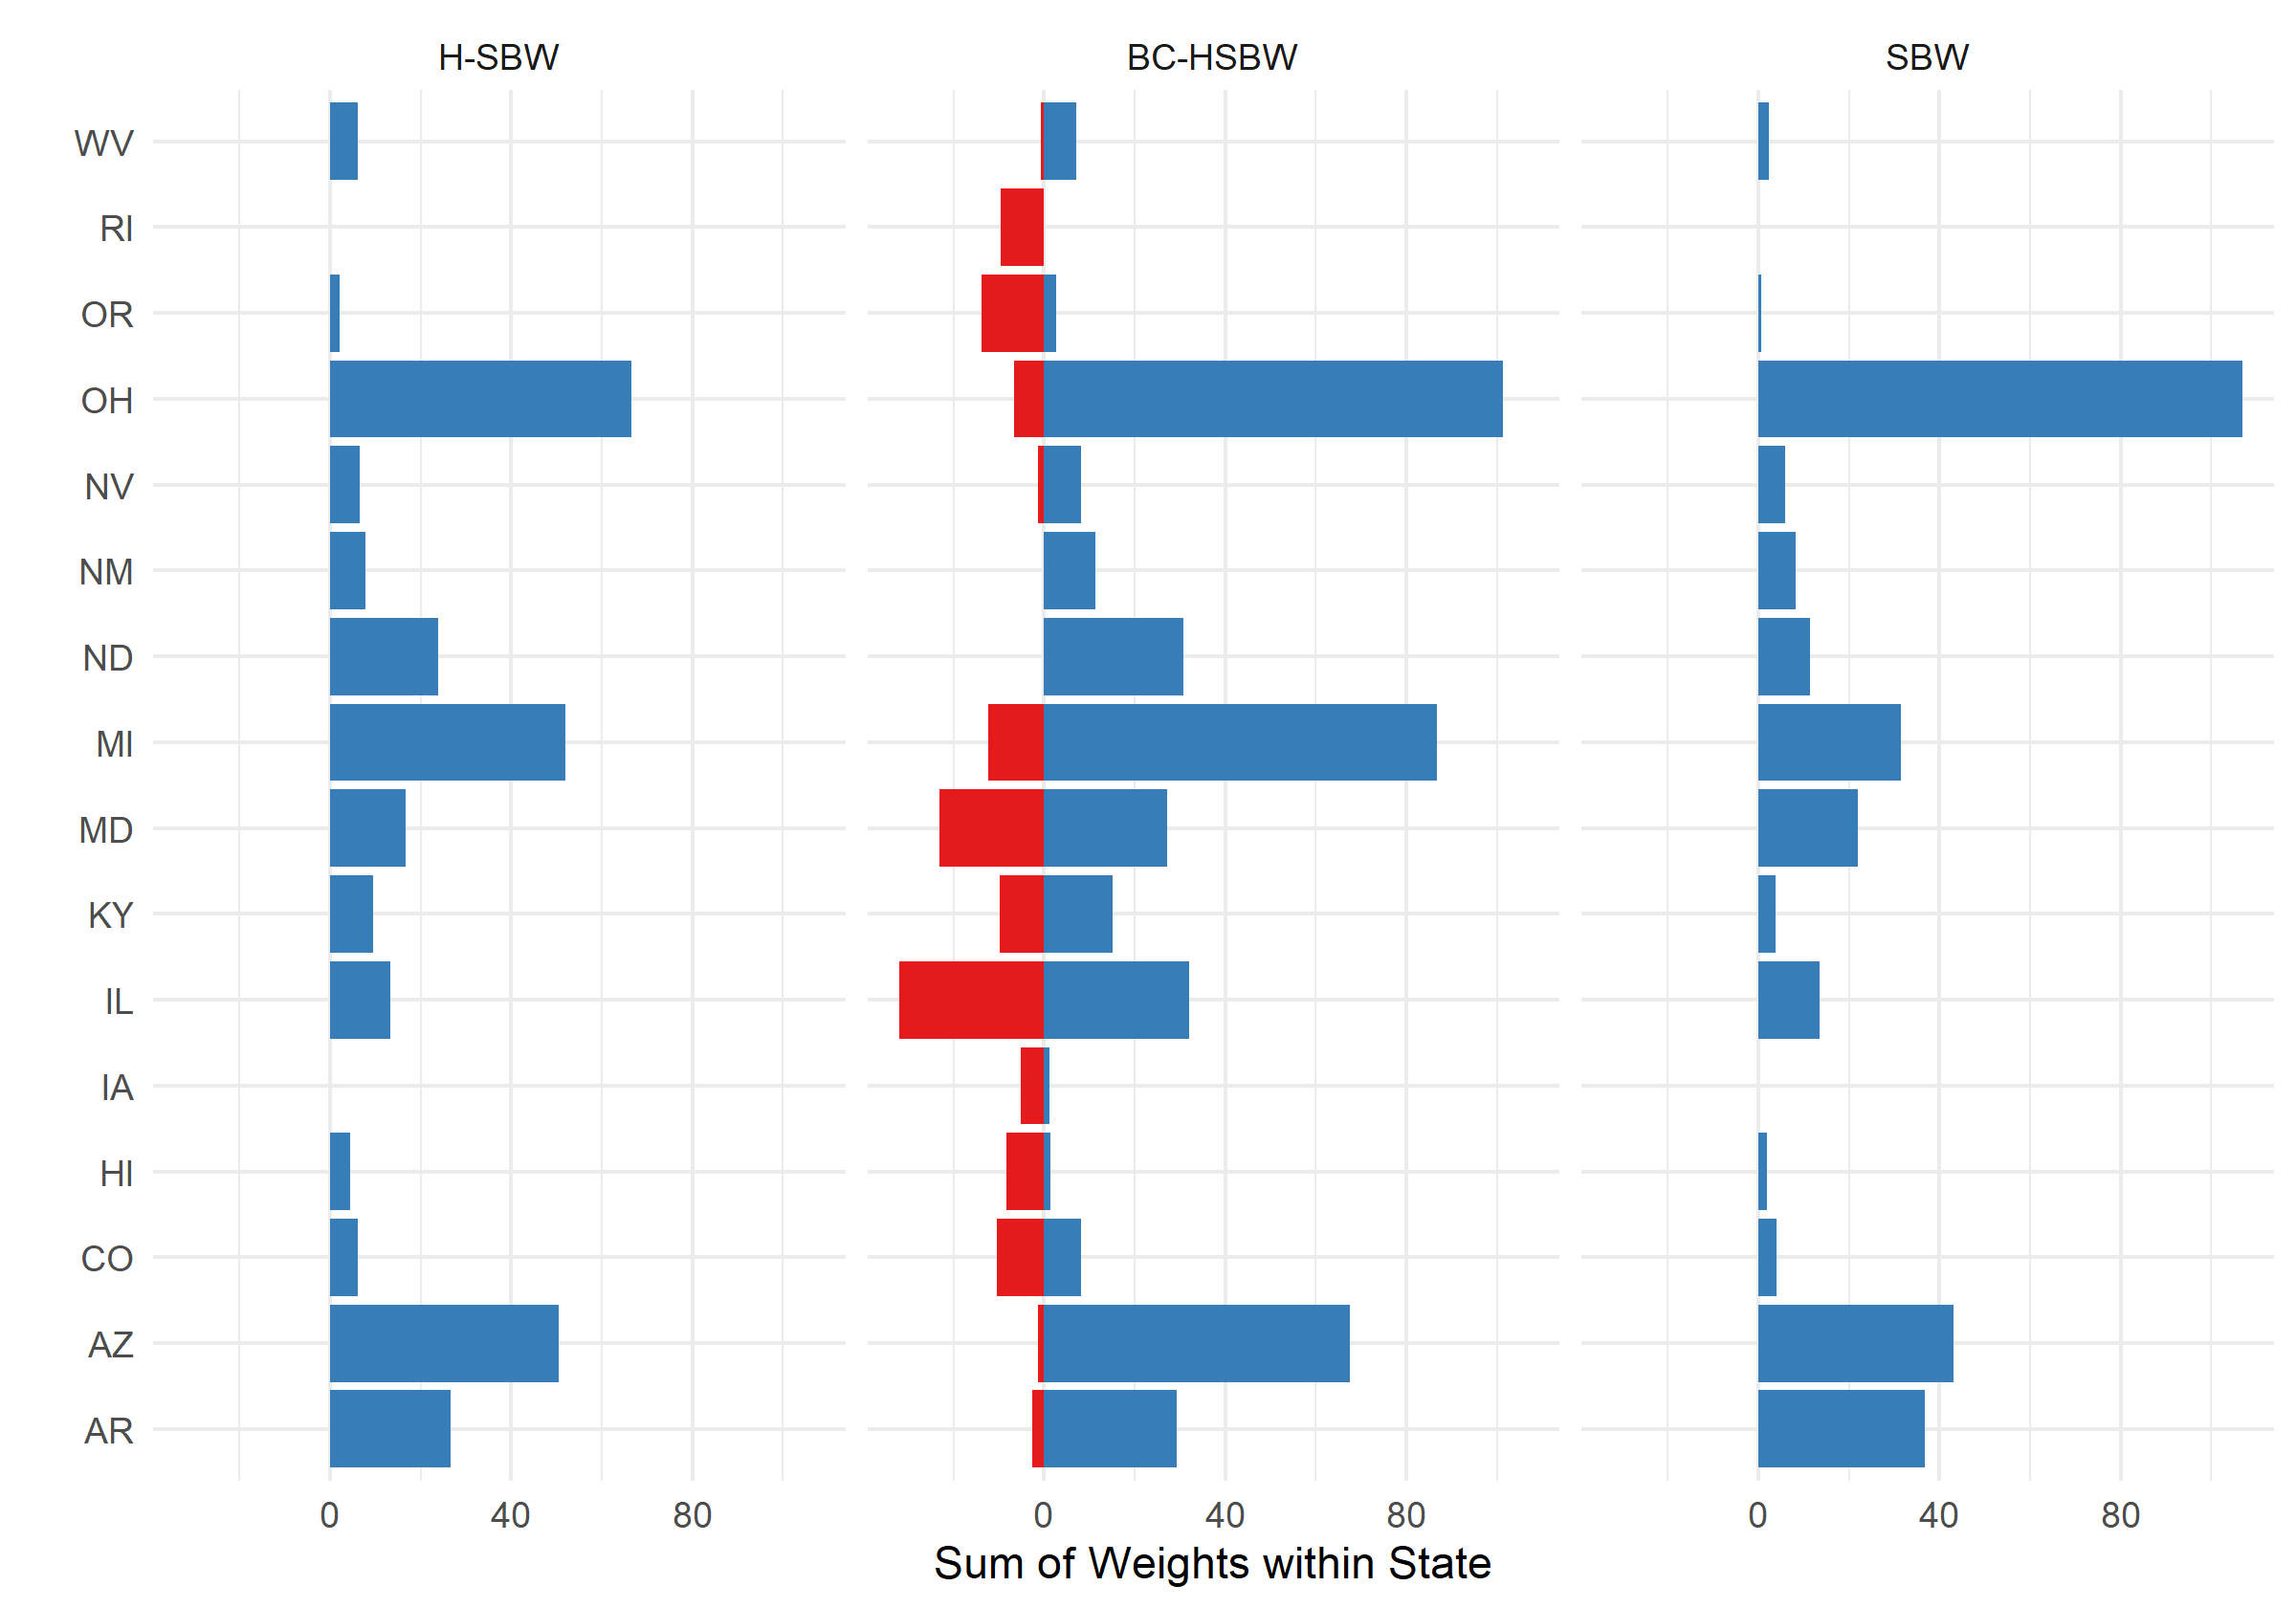 H-SBW BC-HSBW SBW
WV
RI
OR
OH
NV
NM
ND
MI
MD
KY
IL
IA
HI
CO
AZ
AR
0 40 80 0 40 80 0 40 80
Sum of Weights within State